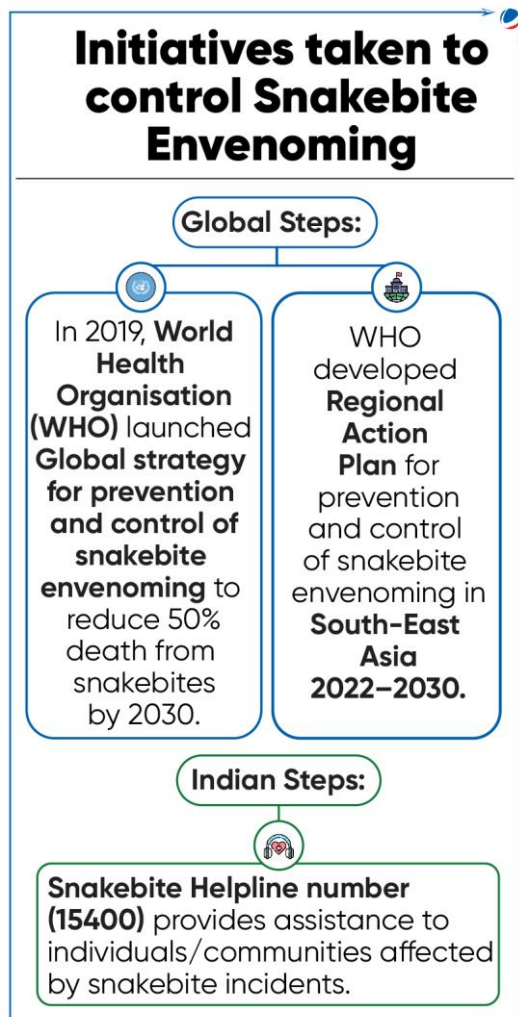 Initiatives taken to
control Snakebite
Envenoming
Global Steps:
In 2019, World
Health
Organisation
(WHO) launched
Global strategy
for prevention
and control of
snakebite
envenoming to
reduce 50%
death from
snakebites
by 2030.
WHO
developed
Regional
Action
Plan for
prevention
and control
of snakebite
envenoming in
South-East
Asia
2022–2030.
Indian Steps:
Snakebite Helpline number
(15400) provides assistance to
individuals/communities affected
by snakebite incidents.